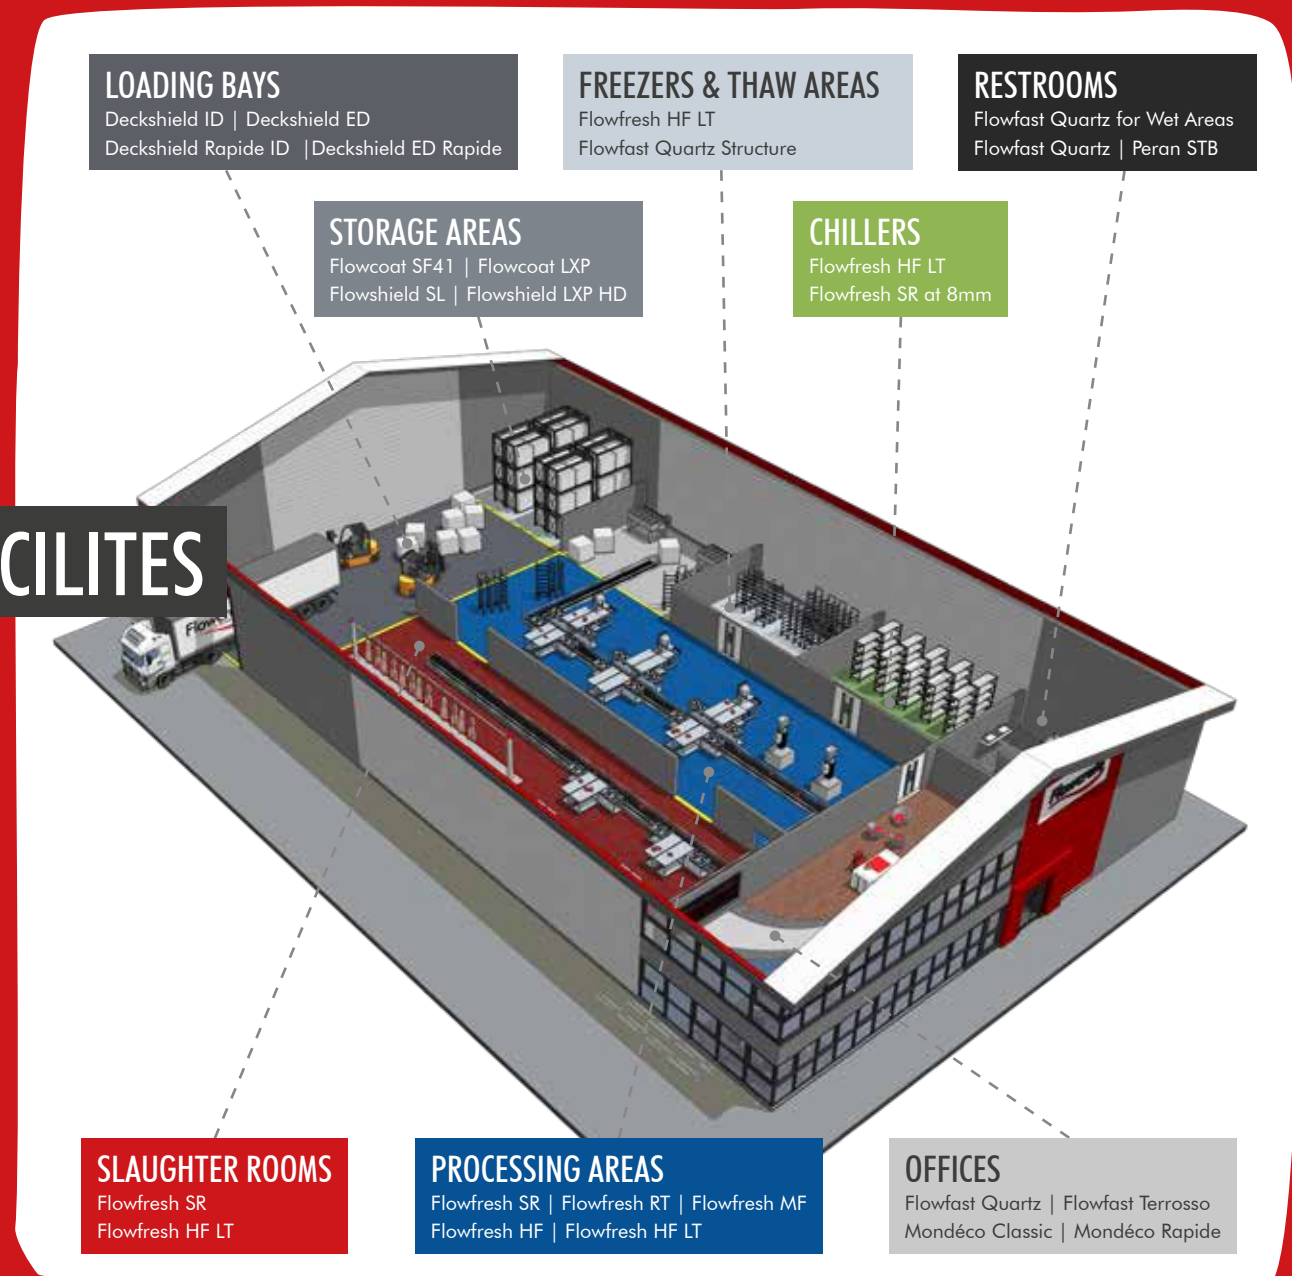 LOADING BAYS
Deckshield ID | Deckshield ED
Deckshield Rapide ID | Deckshield ED Rapide
FREEZERS & THAW AREAS
Flowfresh HF LT
Flowfast Quartz Structure
RESTROOMS
Flowfast Quartz for Wet Areas
Flowfast Quartz | Peran STB
STORAGE AREAS
Flowcoat SF41 | Flowcoat LXP
Flowshield SL | Flowshield LXP HD
CHILLERS
Flowfresh HF LT
Flowfresh SR at 8mm
CILITES
SLAUGHTER ROOMS
Flowfresh SR
Flowfresh HF LT
PROCESSING AREAS
Flowfresh SR | Flowfresh RT | Flowfresh MF
Flowfresh HF | Flowfresh HF LT
OFFICES
Flowfast Quartz | Flowfast Terrosso
Mondéco Classic | Mondéco Rapide